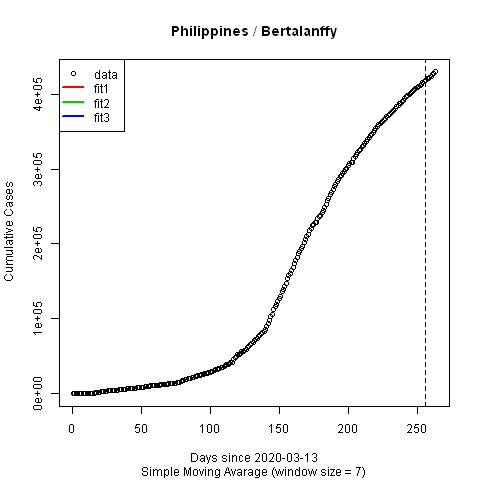 Philippines / Bertalanffy
data
fit1
fit2
fit3
Cumulative Cases
4e+05
3e+05
2e+05
1e+05
0e+00
0 50 100 150 200 250
Days since 2020-03-13
Simple Moving Avarage (window size = 7)